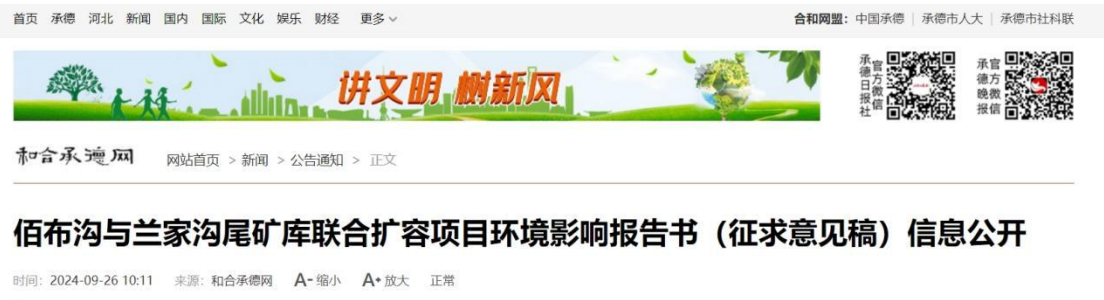 首页 承德 河北 新闻 国内 国际 文化 娱乐 财经 更多
合和网盟：中国承德 | 承德市人大 | 承德市社科联
讲文明 树新风
承德日报社
官方微信
承德晚报
官方微信
和合承德网 网站首页 > 新闻 > 公告通知 > 正文
佰布沟与兰家沟尾矿库联合扩容项目环境影响报告书（征求意见稿）信息公开
时间：2024-09-26 10:11 来源：和合承德网 A- 缩小 A+ 放大 正常